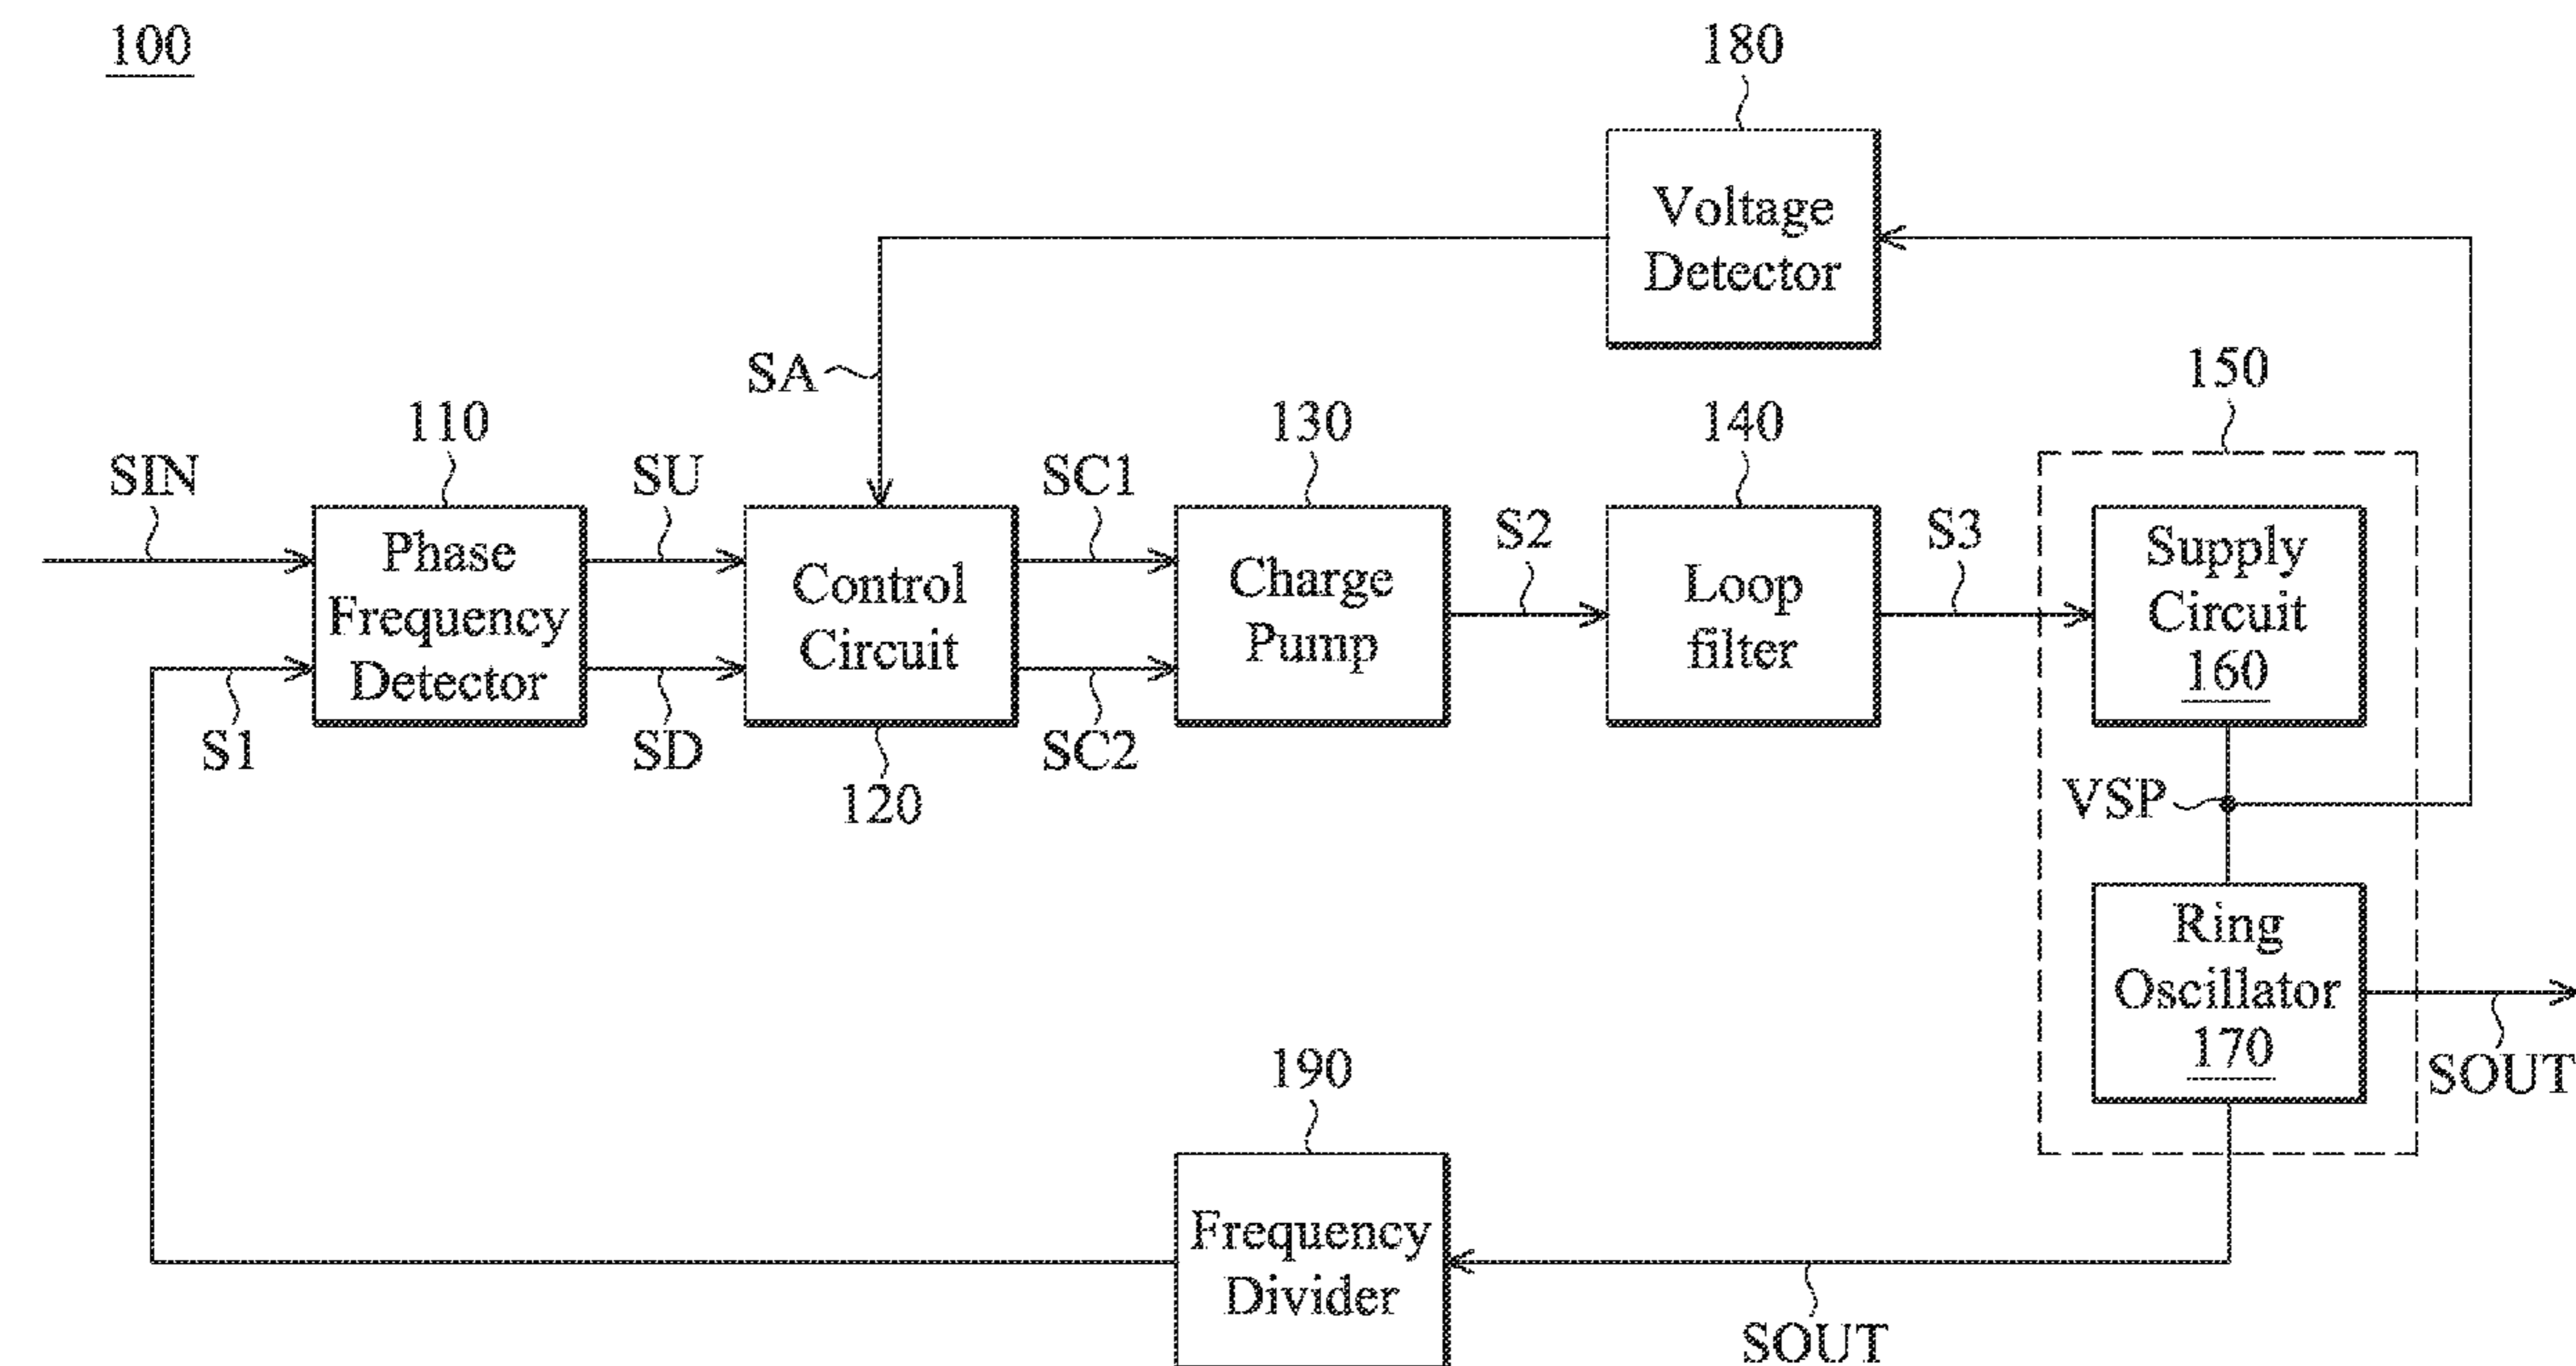 100
180
Voltage
Detector
SA
150
110
130
140
SIN
SU
SC1
S2
S3
Phase
Frequency
Detector
Control
Circuit
Charge
Pump
Loop
filter
Supply
Circuit
160
S1
SD
SC2
120
VSP
Ring
Oscillator
170
SOUT
190
Frequency
Divider
SOUT